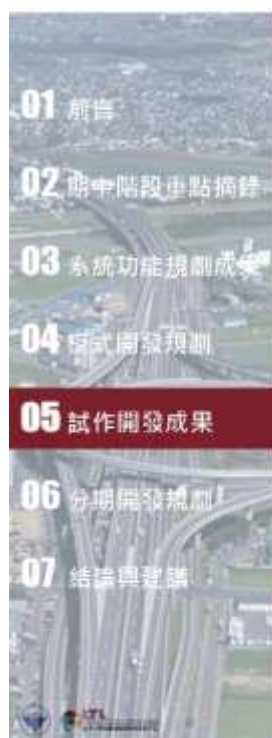 01 前言
02 期中階段重點摘錄
03 系統功能規劃成果
04 程式開發規劃
05 試作開發成果
06 分期開發規劃
07 結論與建議